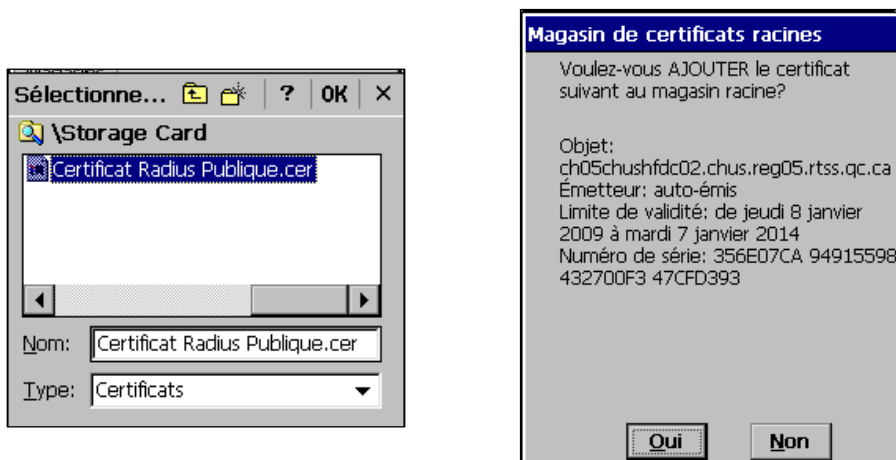 Sélectionne... ? OK ×
\Storage Card
Certificat Radius Publique.cer
Nom: Certificat Radius Publique.cer
Type: Certificats
Magasin de certificats racines
Voulez-vous AJOUTER le certificat
suivant au magasin racine?
Objet:
ch05chushfdc02.chus.reg05.rtss.qc.ca
Émetteur: auto-émis
Limite de validité: de jeudi 8 janvier
2009 à mardi 7 janvier 2014
Numéro de série: 356E07CA 94915598
432700F3 47CFD393
Oui Non